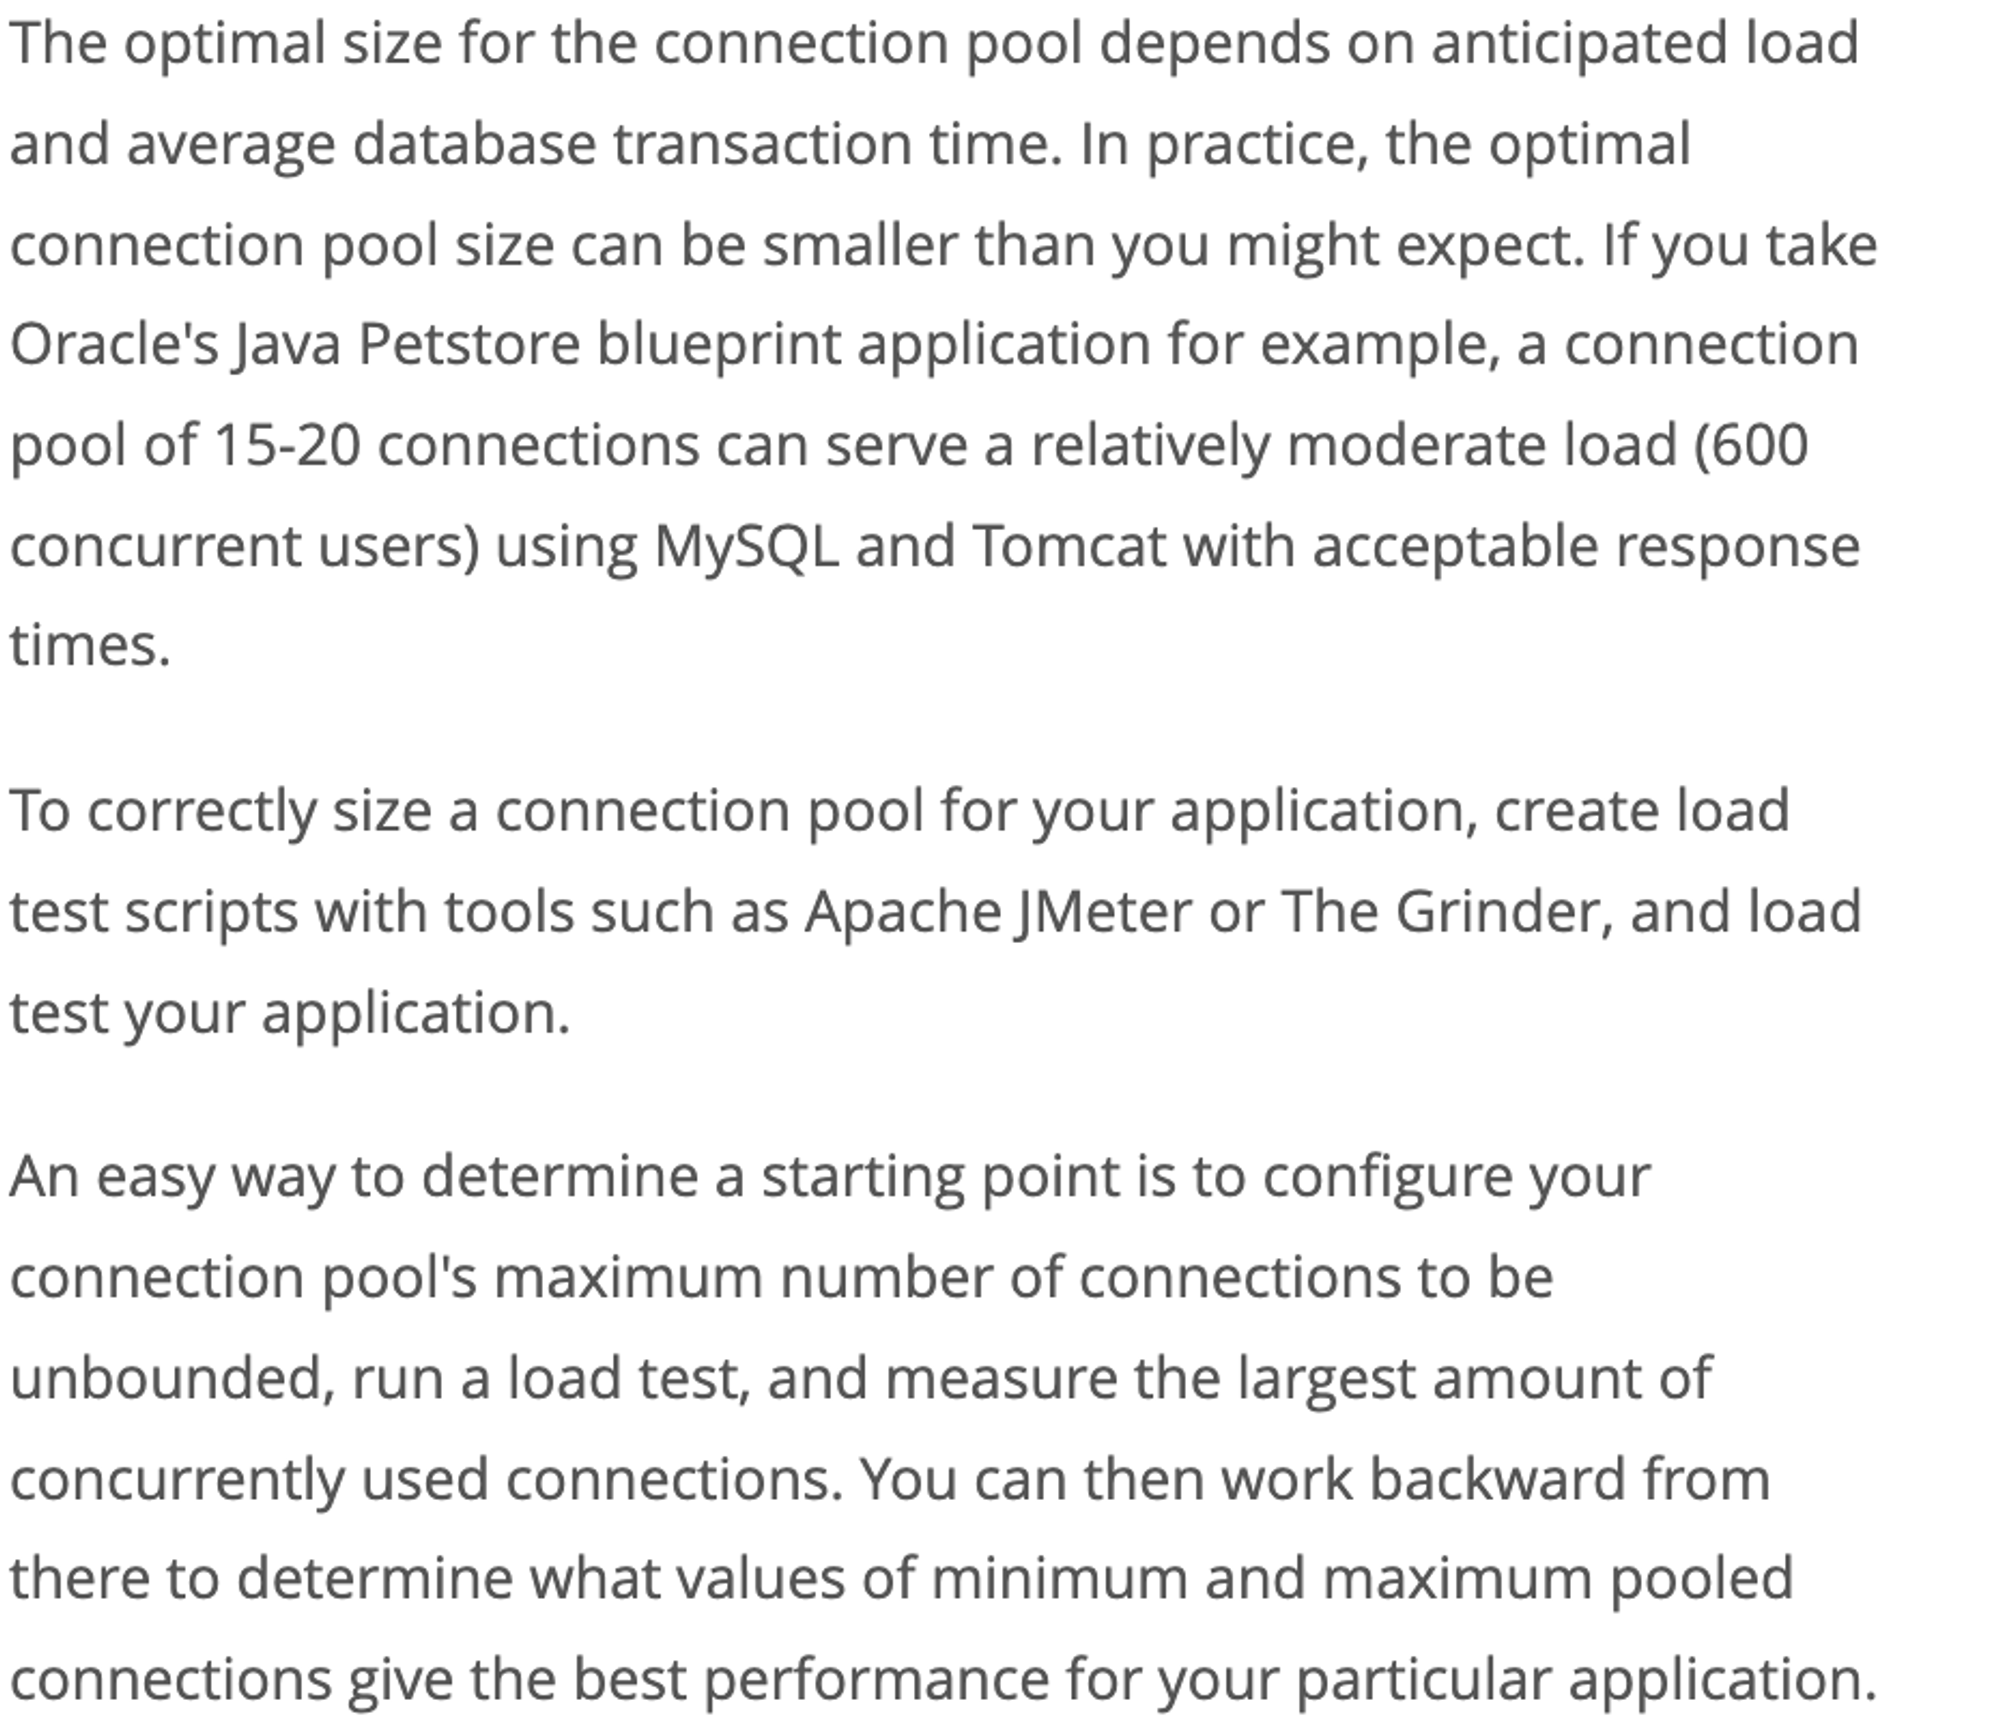 The optimal size for the connection pool depends on anticipated load
and average database transaction time. In practice, the optimal
connection pool size can be smaller than you might expect. If you take
Oracle's Java Petstore blueprint application for example, a connection
pool of 15-20 connections can serve a relatively moderate load (600
concurrent users) using MySQL and Tomcat with acceptable response
times.
To correctly size a connection pool for your application, create load
test scripts with tools such as Apache JMeter or The Grinder, and load
test your application.
An easy way to determine a starting point is to configure your
connection pool's maximum number of connections to be
unbounded, run a load test, and measure the largest amount of
concurrently used connections. You can then work backward from
there to determine what values of minimum and maximum pooled
connections give the best performance for your particular application.